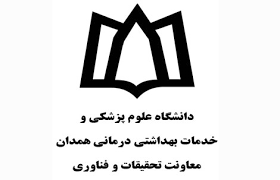 دانشگاه علوم پزشکی و
خدمات بهداشتی درمانی همدان
معاونت تحقیقات و فناوری